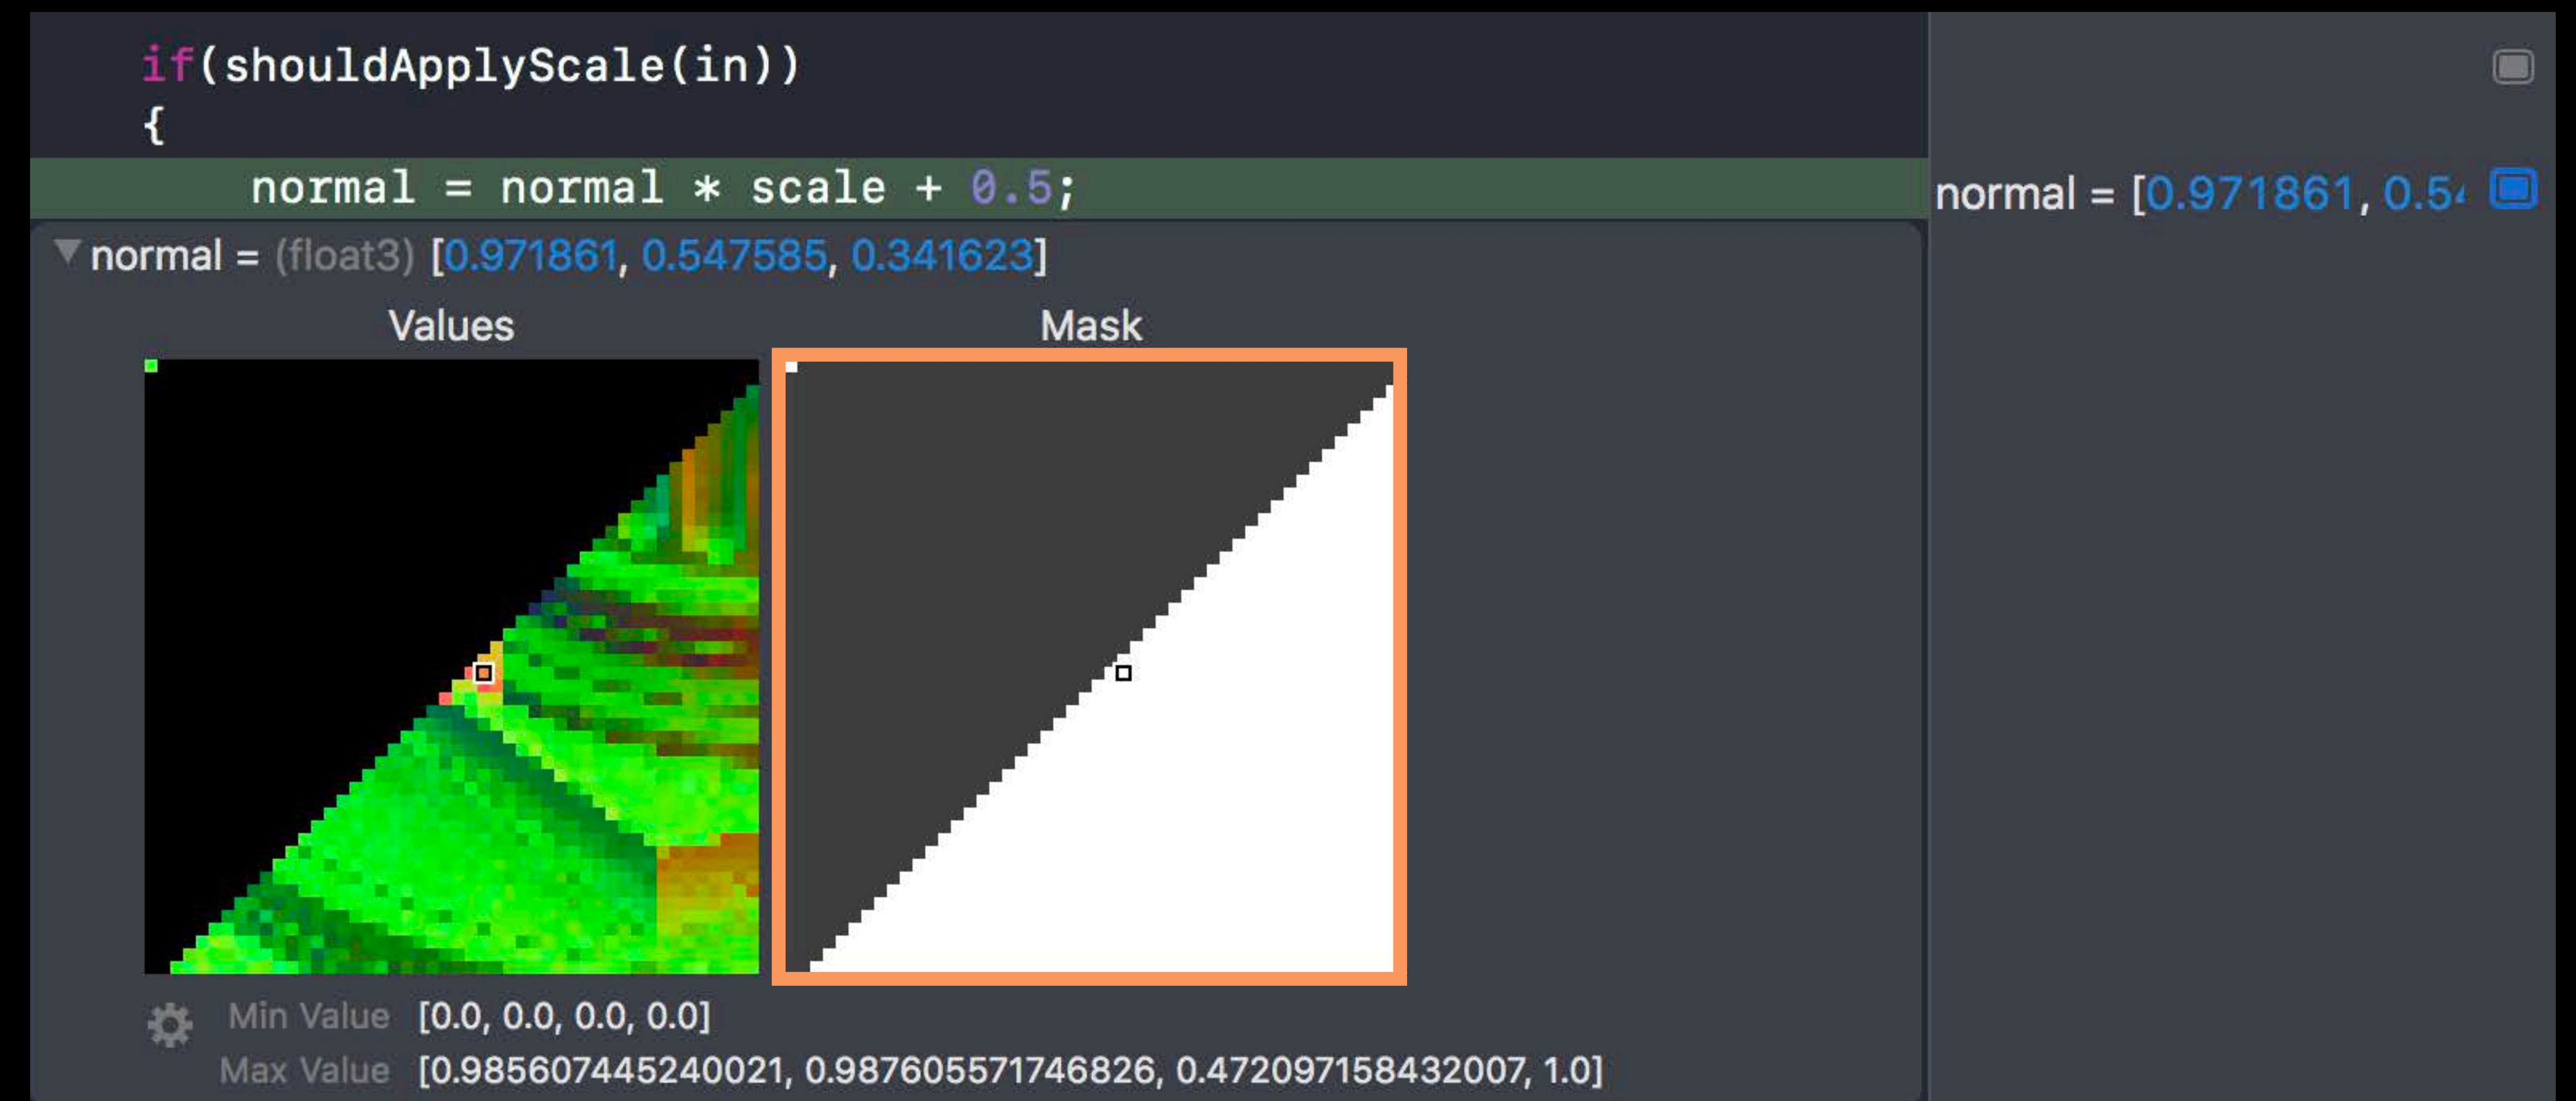 if(shouldApplyScale(in))
{
normal = normal * scale + 0.5;
normal = [0.971861, 0.5
normal = (float3) [0.971861, 0.547585, 0.341623]
Values
Mask
Min Value [0.0, 0.0, 0.0, 0.0]
Max Value [0.985607445240021, 0.987605571746826, 0.472097158432007, 1.0]